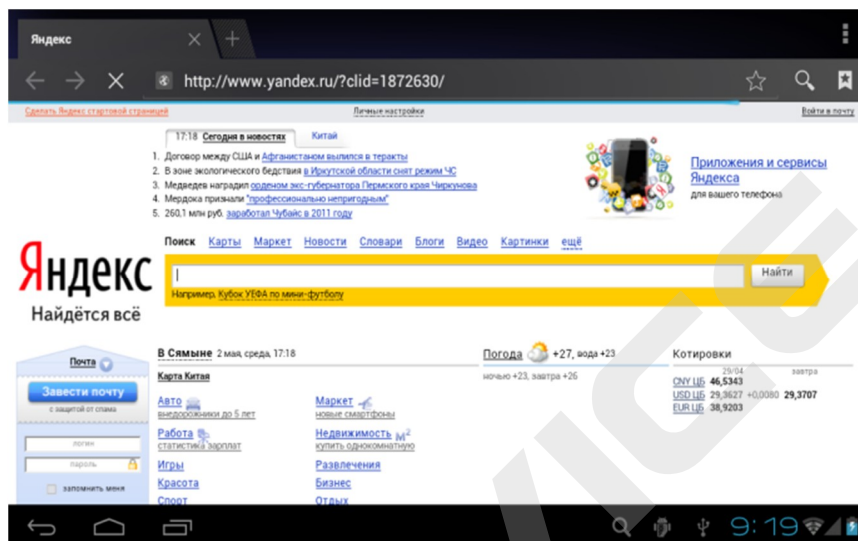 Яндекс
http://www.yandex.ru/?clid=1872630/
Сделать Яндекс стартовой страницей
Личные настройки
Войти в почту
17:18 Сегодня в новостях Китай
1. Договор между США и Афганистаном вылился в теракты
2. В зоне экологического бедствия в Иркутской области снят режим ЧС
3. Медведев наградил орденом экс-губернатора Пермского края Чиркунова
4. Мердока признали "профессионально непригодным"
5. 260,1 млн руб. заработал Чубайс в 2011 году
Приложения и сервисы
Яндекса
для вашего телефона
Поиск Карты Маркет Новости Словари Блоги Видео Картинки ещё
Яндекс
Найдётся всё
Найти
Например, Кубок УЕФА по мини-футболу
Почта
Завести почту
с защитой от спама
логин
пароль
запомнить меня
В Сямыне 2 мая, среда, 17:18
Карта Китая
Авто
внедорожники до 5 лет
Работа
статистика зарплат
Игры
Красота
Спорт
Маркет
новые смартфоны
Недвижимость М²
купить однокомнатную
Развлечения
Бизнес
Отдых
Погода +27, вода +23
ночью +23, завтра +26
Котировки
29/04 завтра
CNY ЦБ 46,5343
USD ЦБ 29,3627 +0,0080 29,3707
EUR ЦБ 38,9203
9:19
VICE